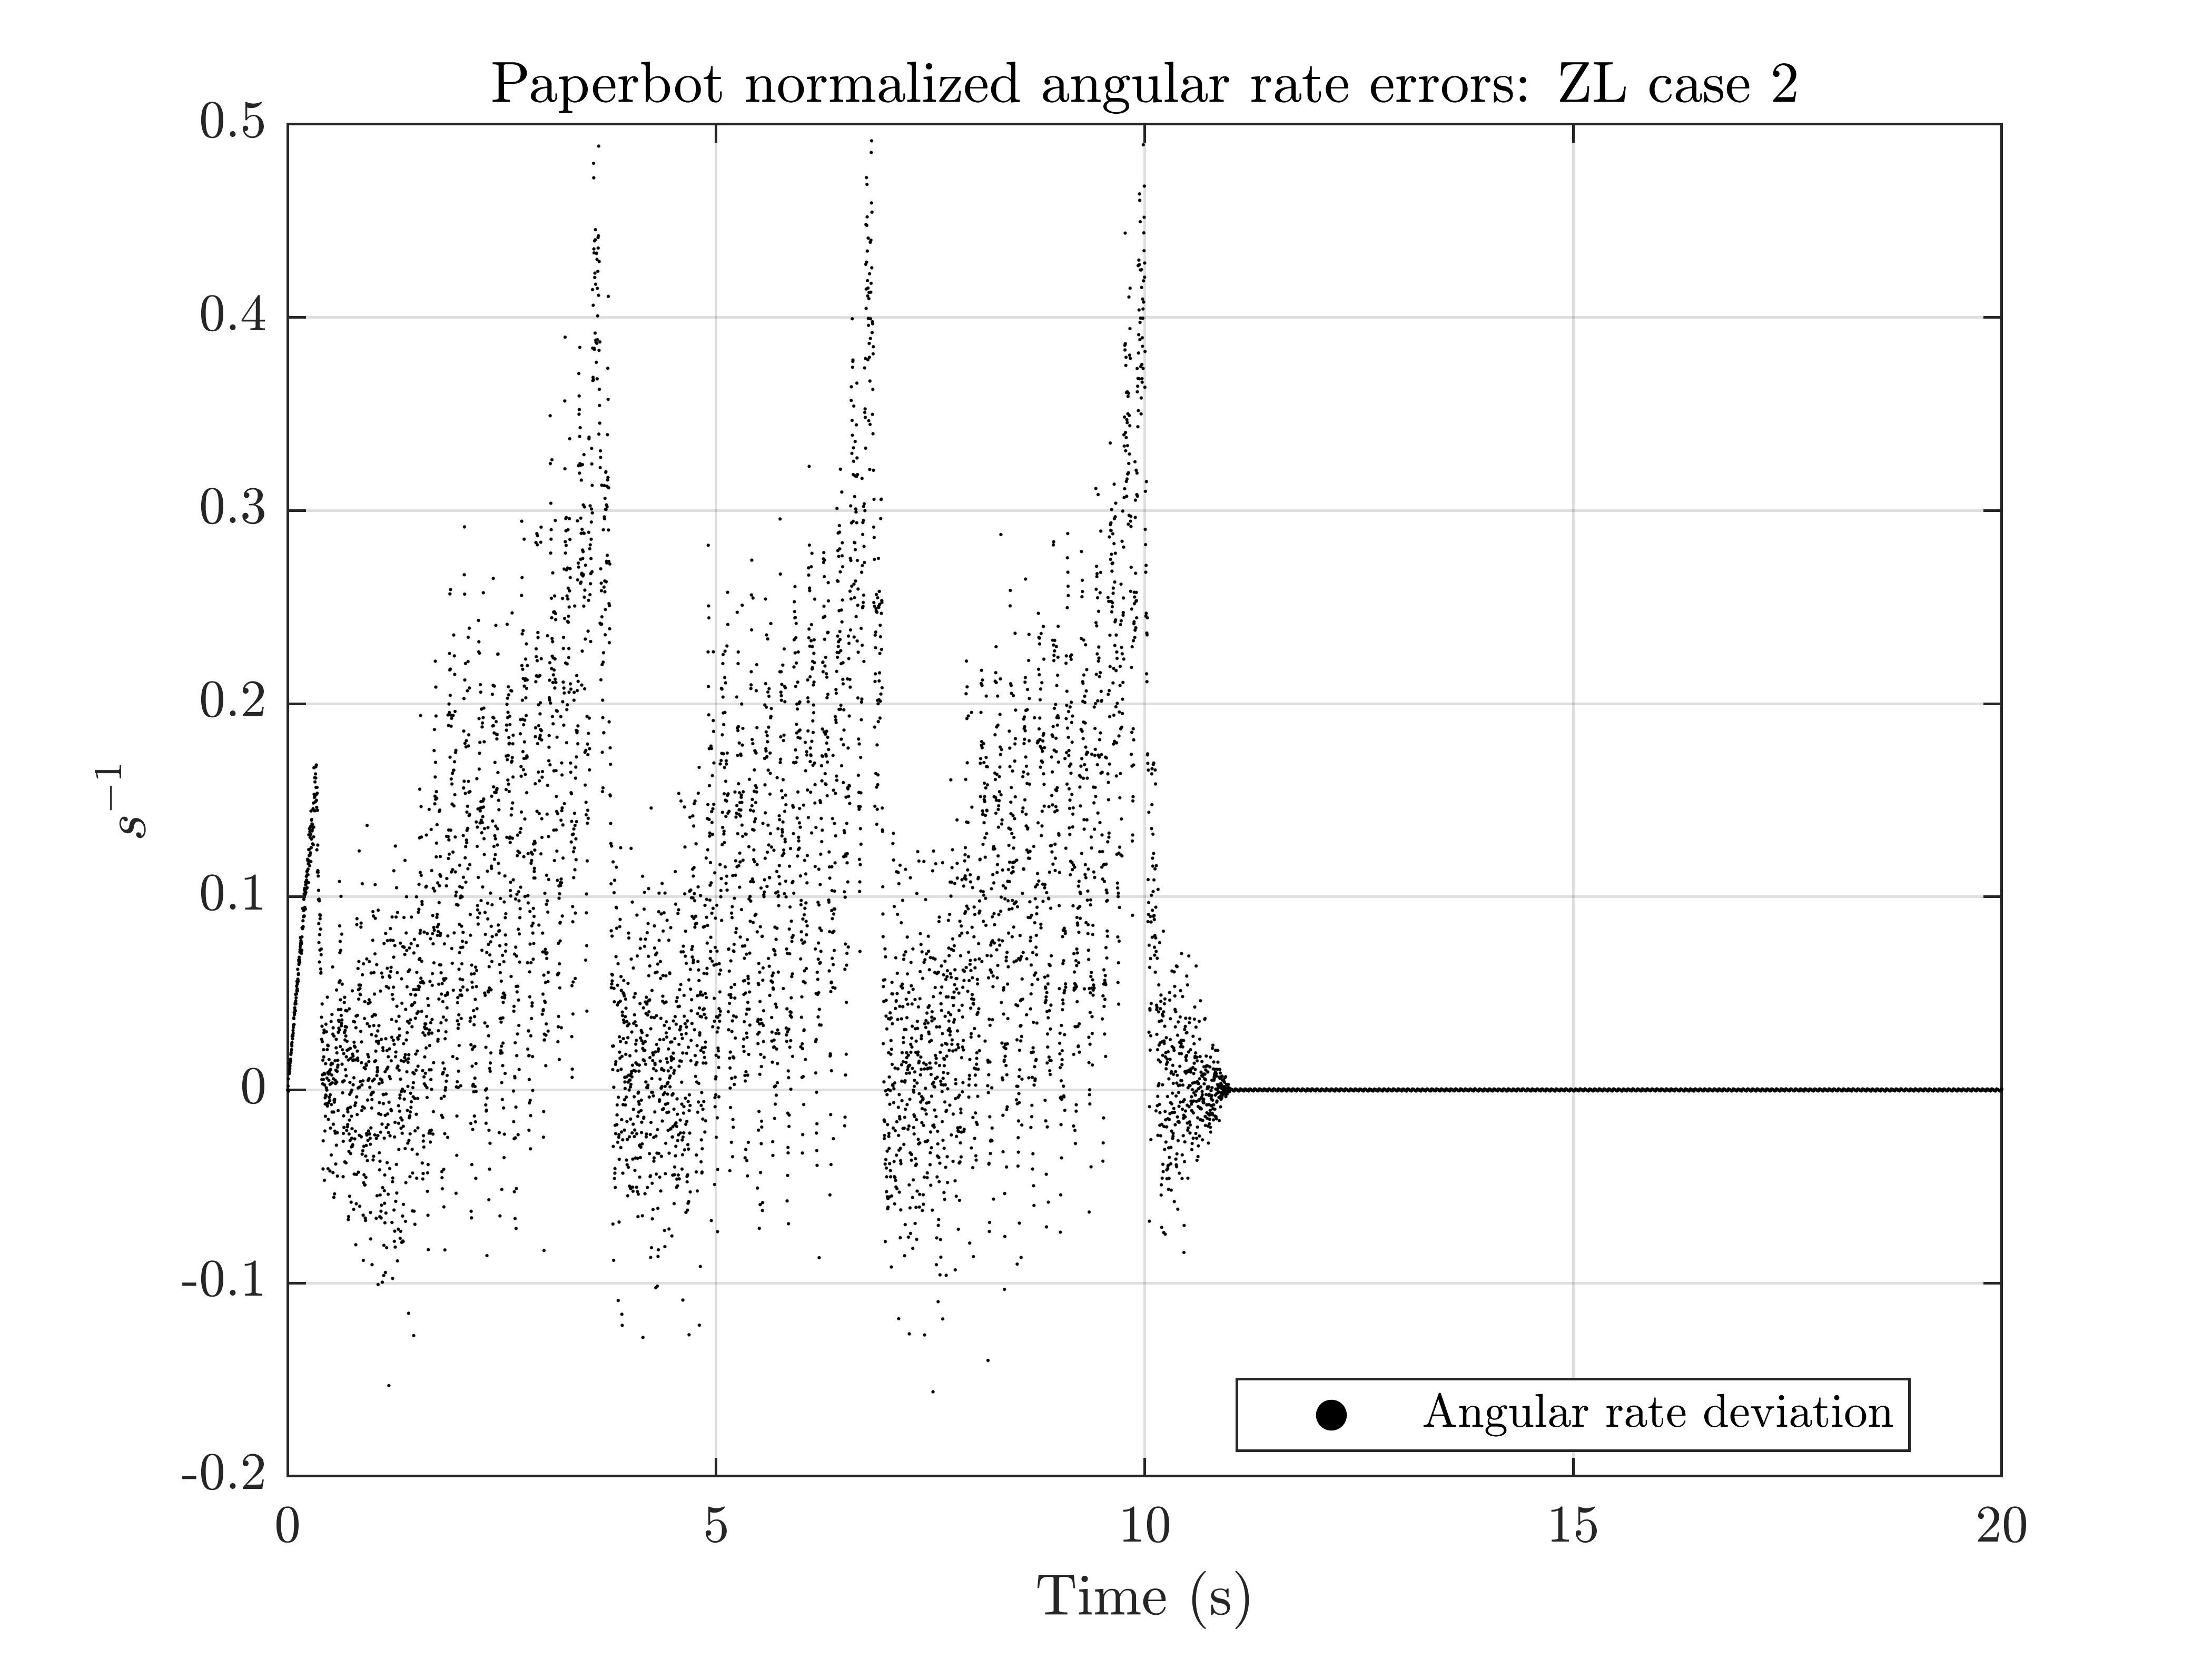 Paperbot normalized angular rate errors: ZL case 2
0.5
0.4
0.3
0.2
0.1
0
-0.1
-0.2
s⁻¹
0 5 10 15 20
Time (s)
Angular rate deviation